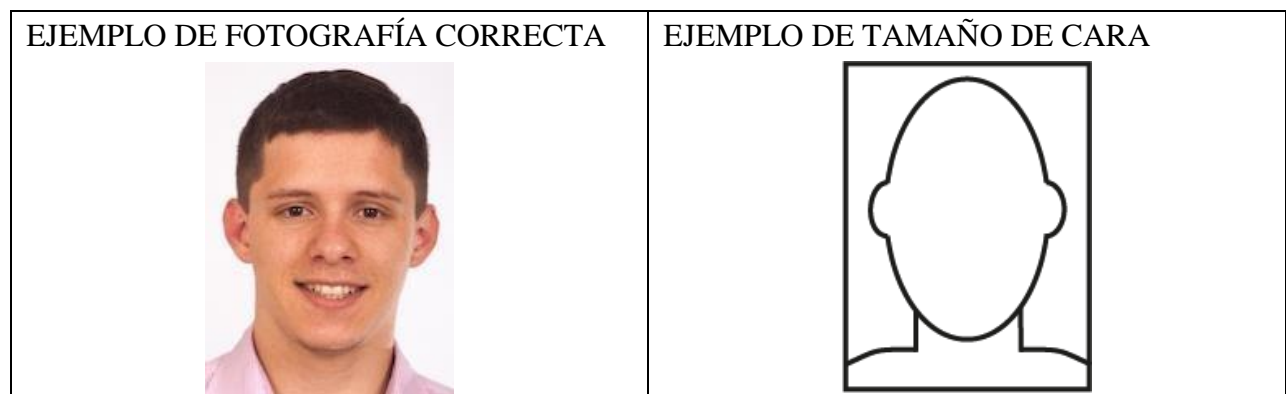 EJEMPLO DE FOTOGRAFÍA CORRECTA
EJEMPLO DE TAMAÑO DE CARA